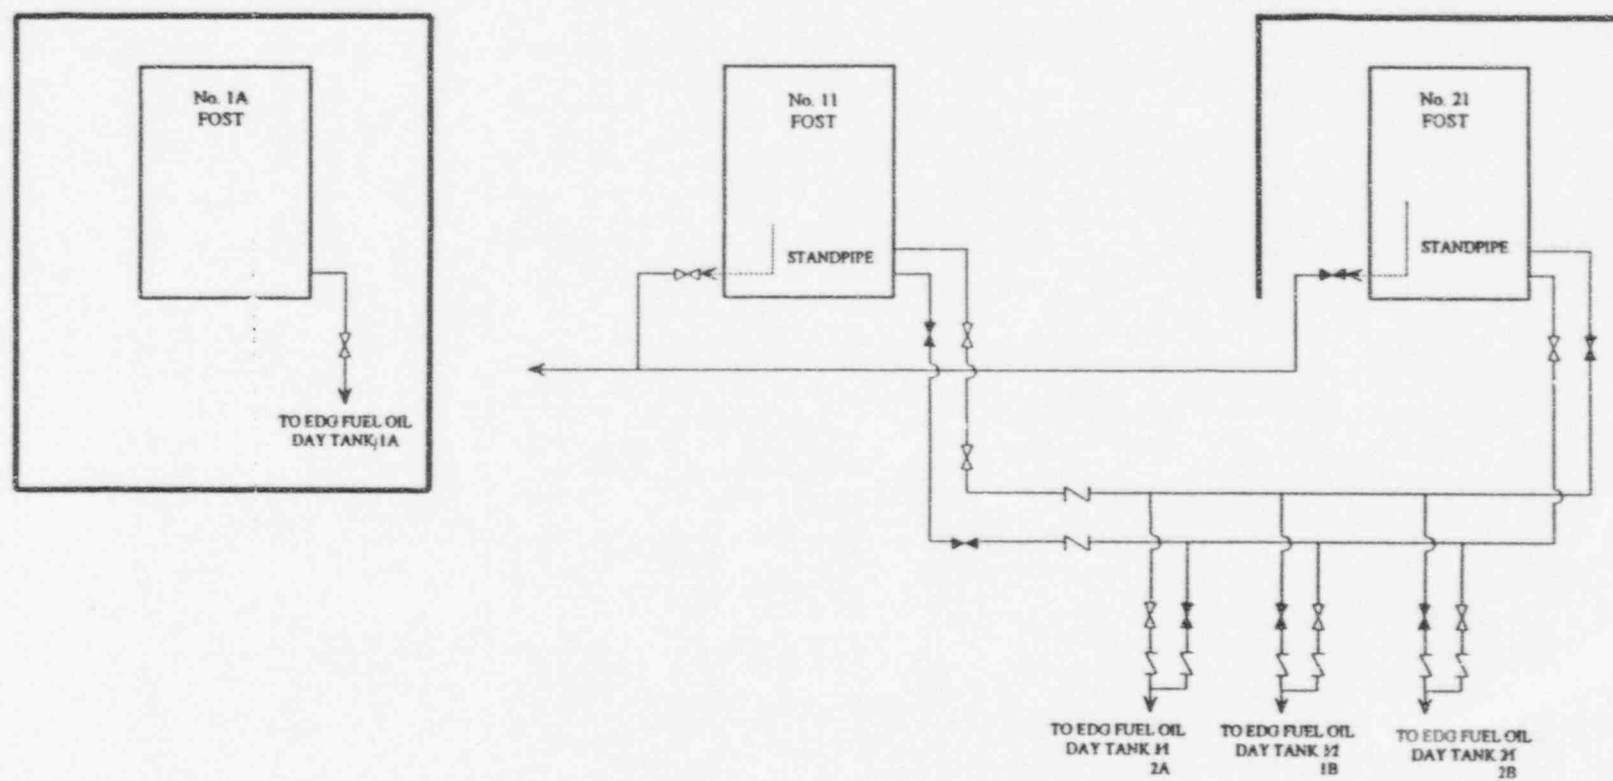 No. 1A
FOST
No. 11
FOST
No. 21
FOST
STANDPIPE
STANDPIPE
TO EDG FUEL OIL
DAY TANK 1A
TO EDG FUEL OIL
DAY TANK
2A
TO EDG FUEL OIL
DAY TANK
1B
TO EDG FUEL OIL
DAY TANK
2B